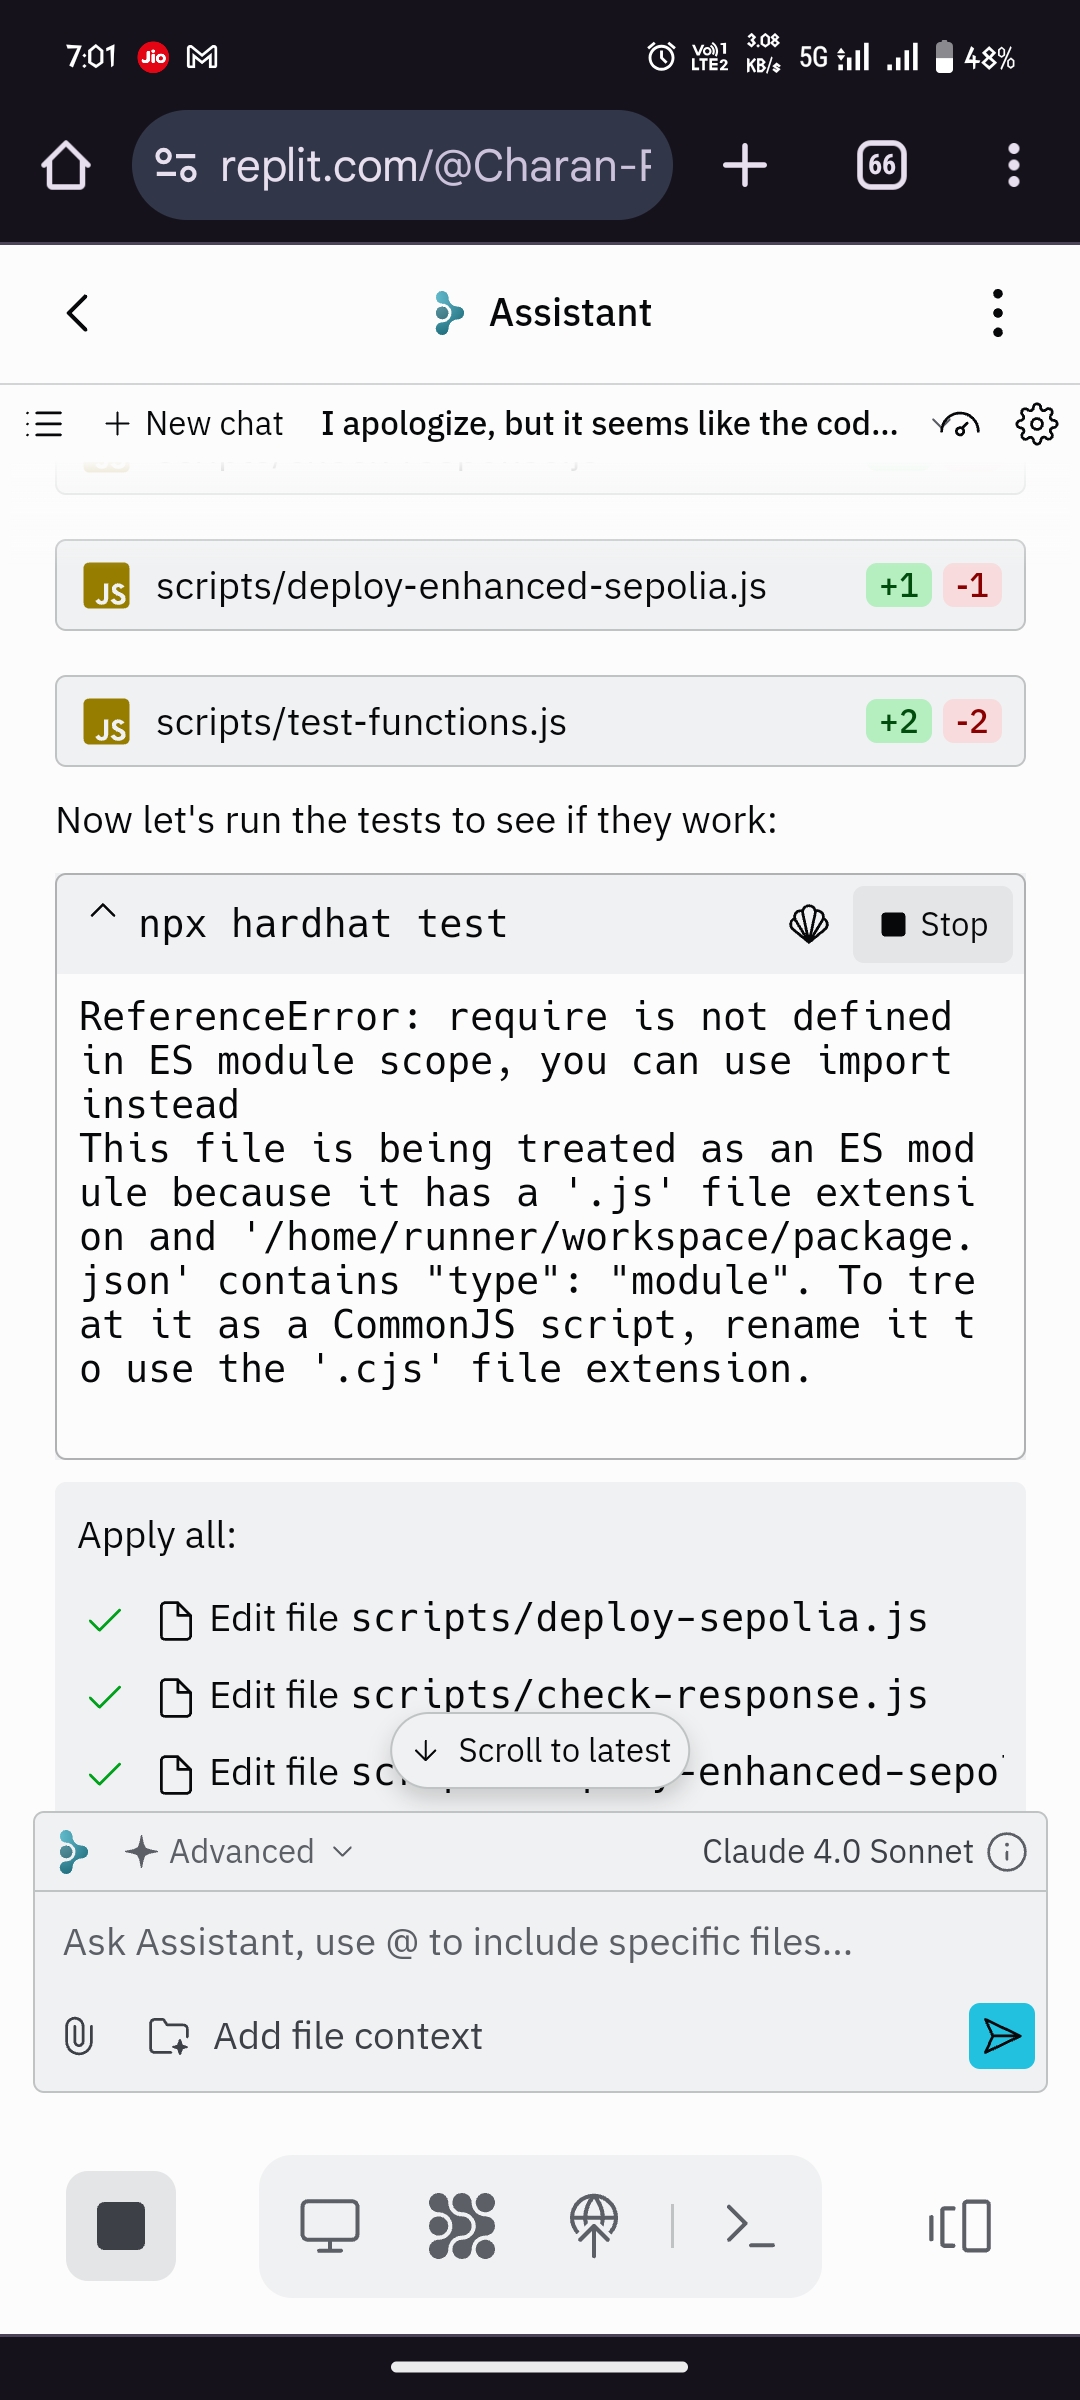 7:01
Jio
Vo)) 1
LTE2
3.08
KB/s
5G
48%
replit.com/@Charan-
66
Assistant
New chat
I apologize, but it seems like the cod...
JS scripts/deploy-enhanced-sepolia.js +1 -1
JS scripts/test-functions.js +2 -2
Now let's run the tests to see if they work:
npx hardhat test
Stop
ReferenceError: require is not defined
in ES module scope, you can use import
instead
This file is being treated as an ES mod
ule because it has a '.js' file extensi
on and '/home/runner/workspace/package.
json' contains "type": "module". To tre
at it as a CommonJS script, rename it t
o use the '.cjs' file extension.
Apply all:
Edit file scripts/deploy-sepolia.js
Edit file scripts/check-response.js
Edit file -enhanced-sepo
Scroll to latest
Advanced
Claude 4.0 Sonnet
Ask Assistant, use @ to include specific files...
Add file context